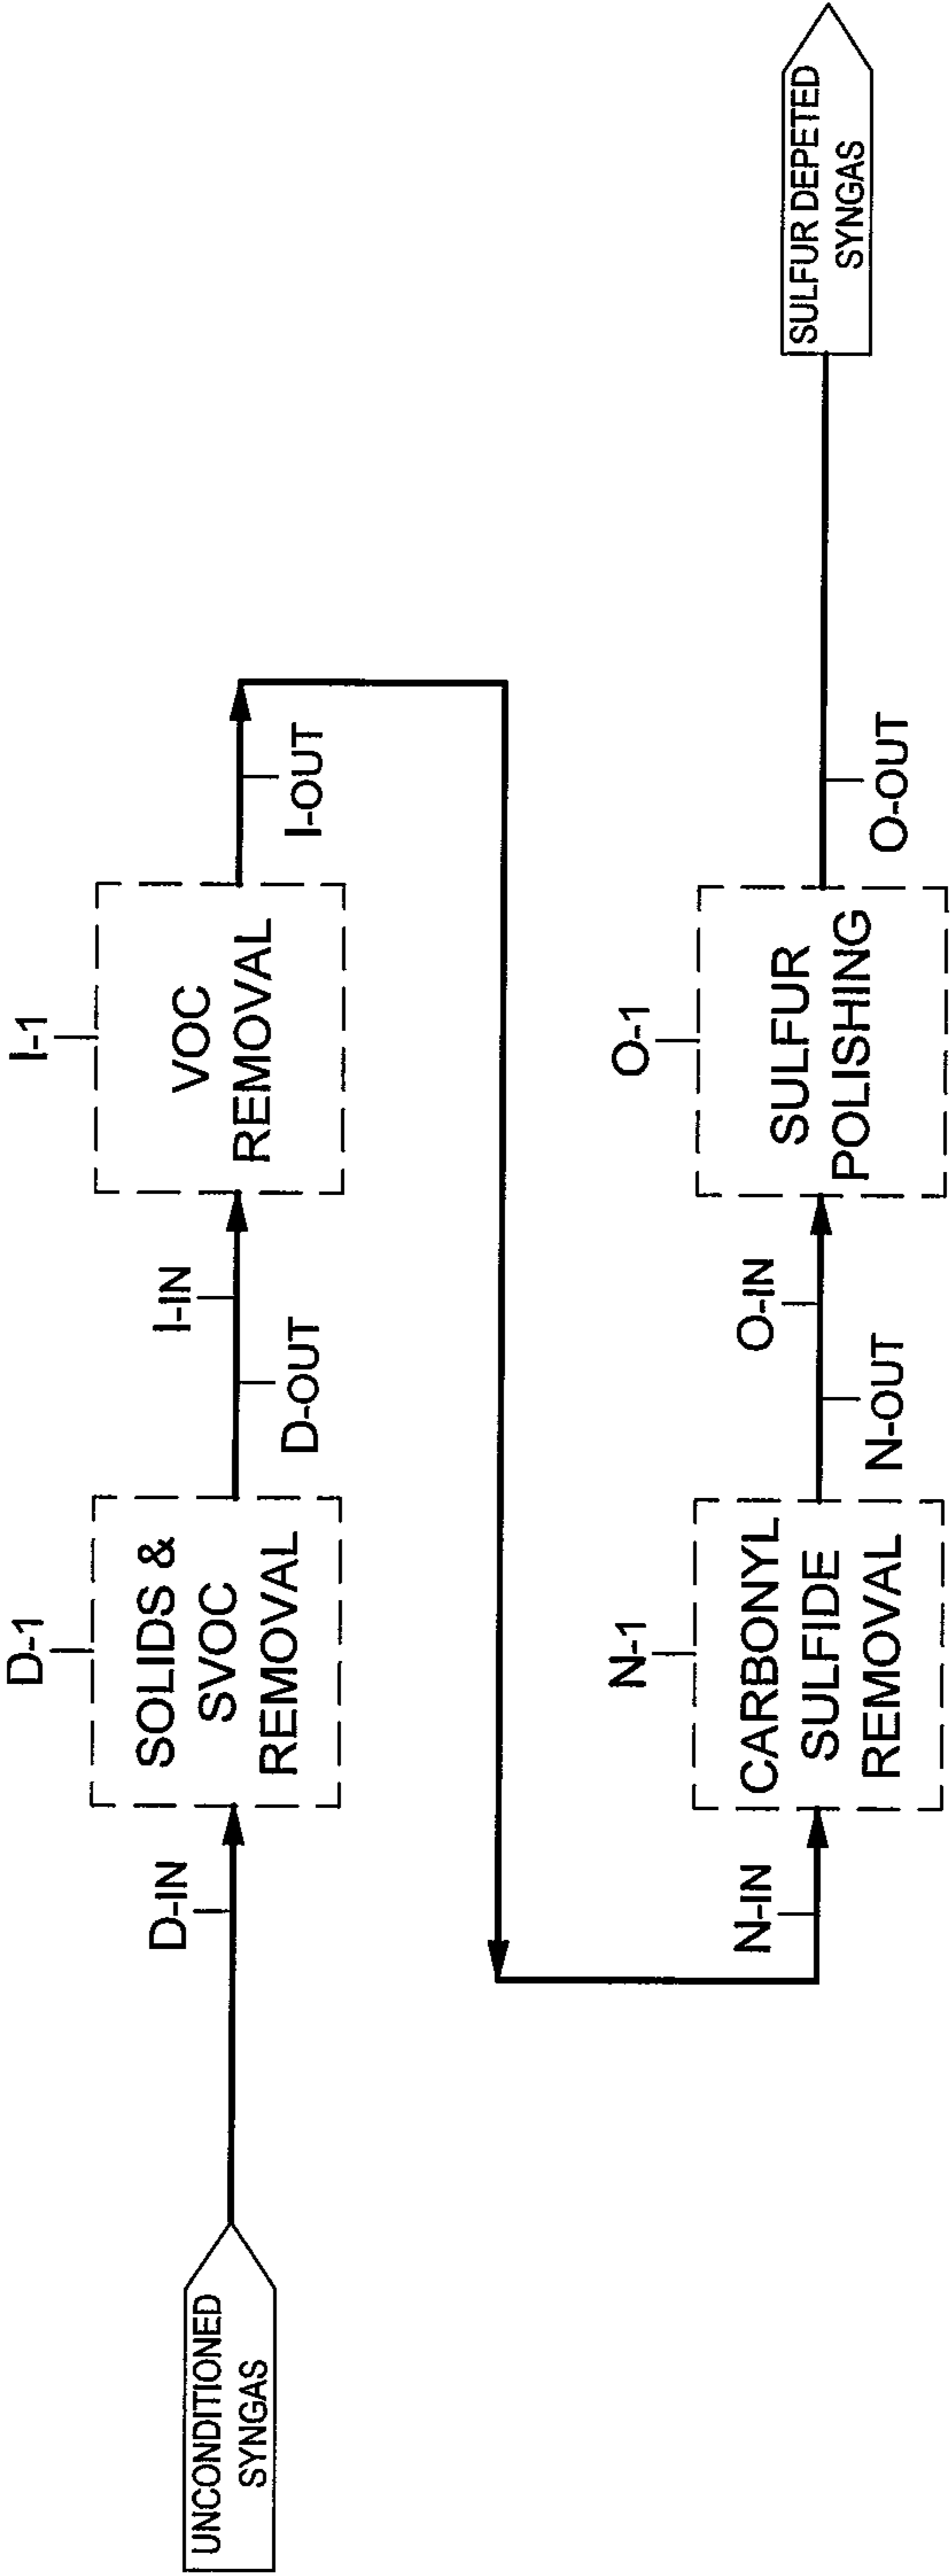 UNCONDITIONED
SYNGAS
D-IN
D-1
SOLIDS &
SVOC
REMOVAL
D-OUT
I-IN
I-1
VOC
REMOVAL
I-OUT
N-IN
N-1
CARBONYL
SULFIDE
REMOVAL
N-OUT
O-IN
O-1
SULFUR
POLISHING
O-OUT
SULFUR DEPETED
SYNGAS